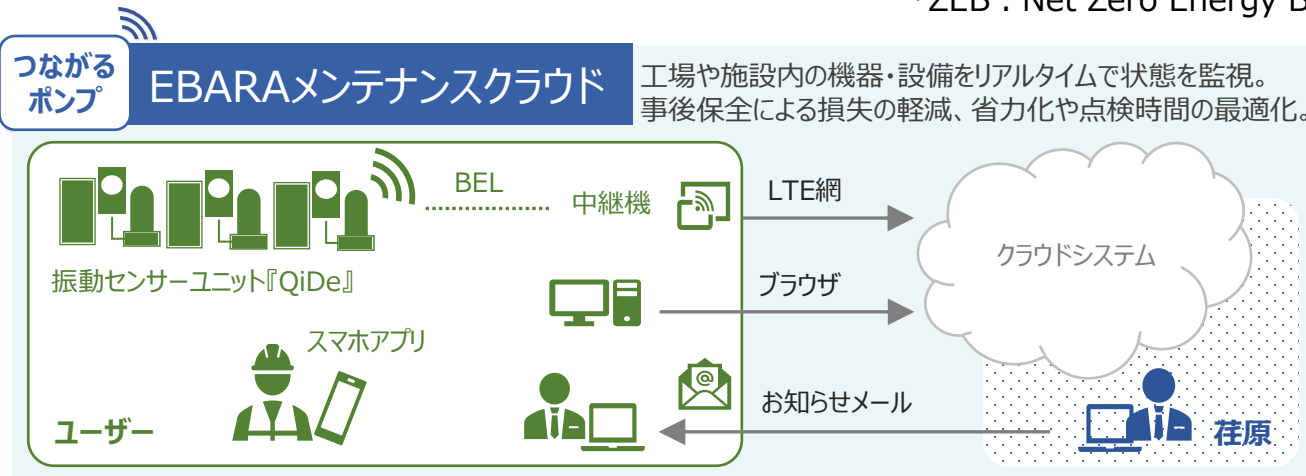 *ZEB : Net Zero Energy B
つながる
ポンプ
EBARAメンテナンスクラウド
工場や施設内の機器・設備をリアルタイムで状態を監視。
事後保全による損失の軽減、省力化や点検時間の最適化。
BEL
中継機
LTE網
クラウドシステム
振動センサーユニット『QiDe』
ブラウザ
スマホアプリ
@
お知らせメール
ユーザー
荏原